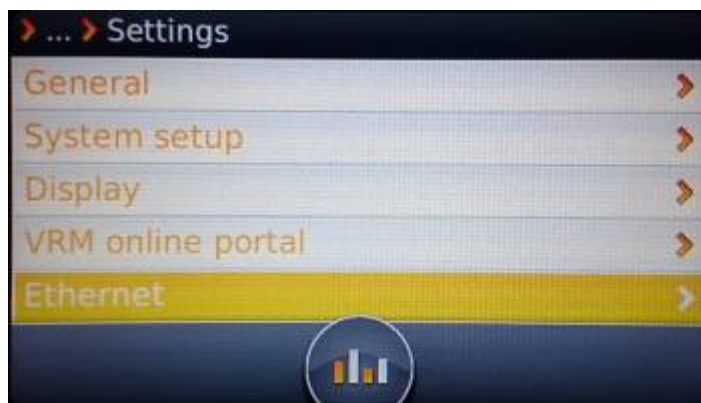 ... Settings
General
System setup
Display
VRM online portal
Ethernet